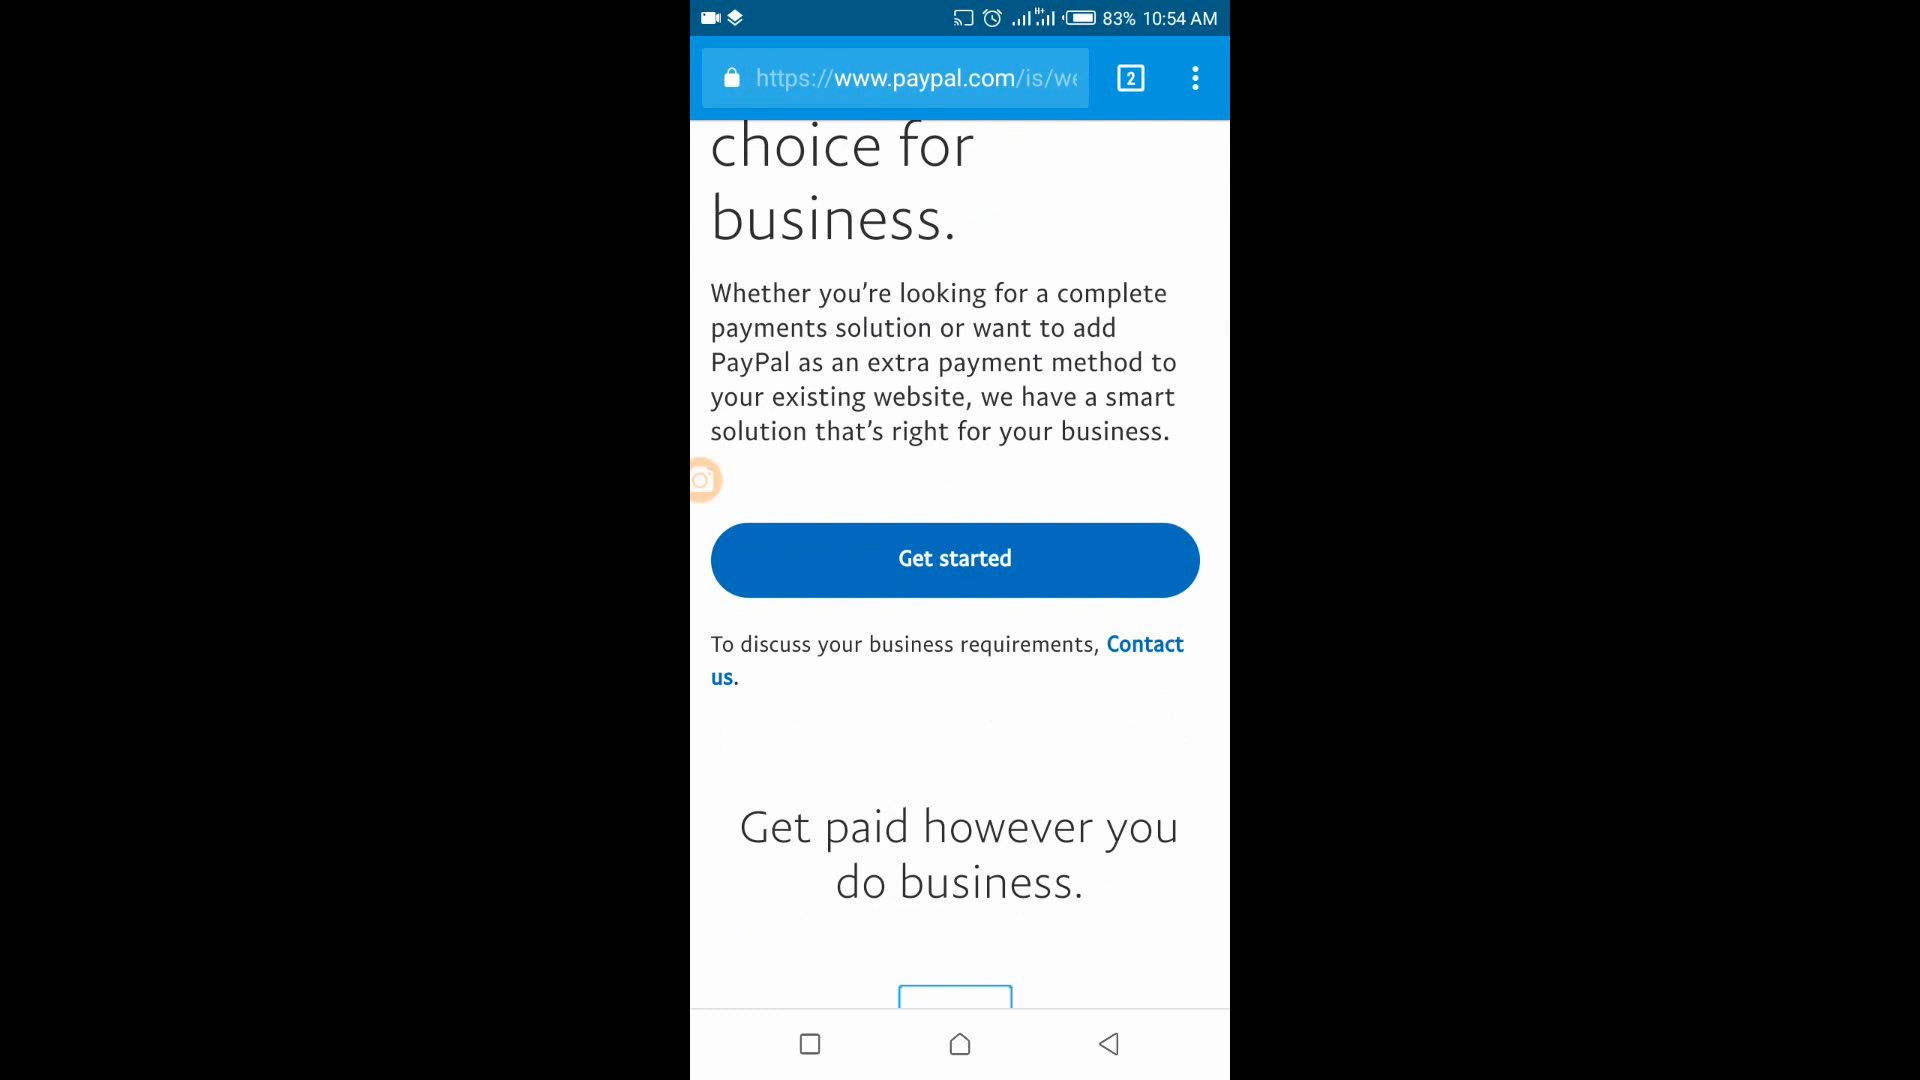 83% 10:54 AM
https://www.paypal.com/is/we
2
choice for
business.
Whether you're looking for a complete
payments solution or want to add
PayPal as an extra payment method to
your existing website, we have a smart
solution that's right for your business.
Get started
To discuss your business requirements, Contact
us.
Get paid however you
do business.